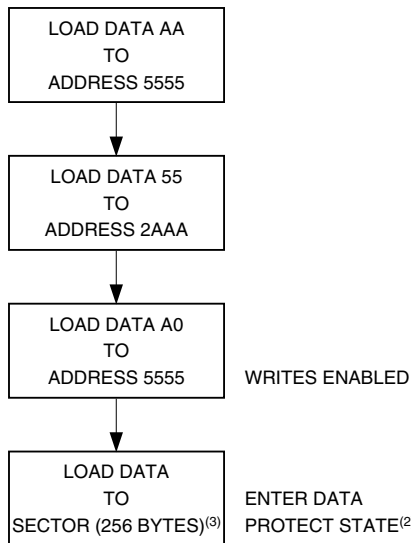 LOAD DATA AA
TO
ADDRESS 5555
LOAD DATA 55
TO
ADDRESS 2AAA
LOAD DATA A0
TO
ADDRESS 5555
WRITES ENABLED
LOAD DATA
TO
SECTOR (256 BYTES)(3)
ENTER DATA
PROTECT STATE(2